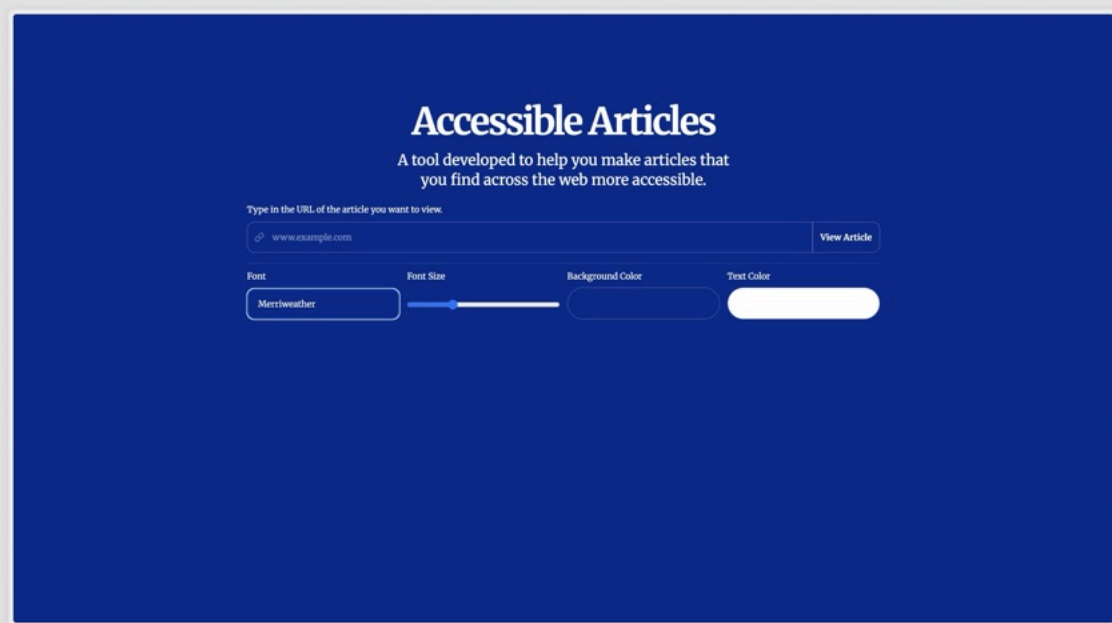 Accessible Articles
A tool developed to help you make articles that
you find across the web more accessible.
Type in the URL of the article you want to view.
www.example.com
View Article
Font
Font Size
Background Color
Text Color
Merriweather